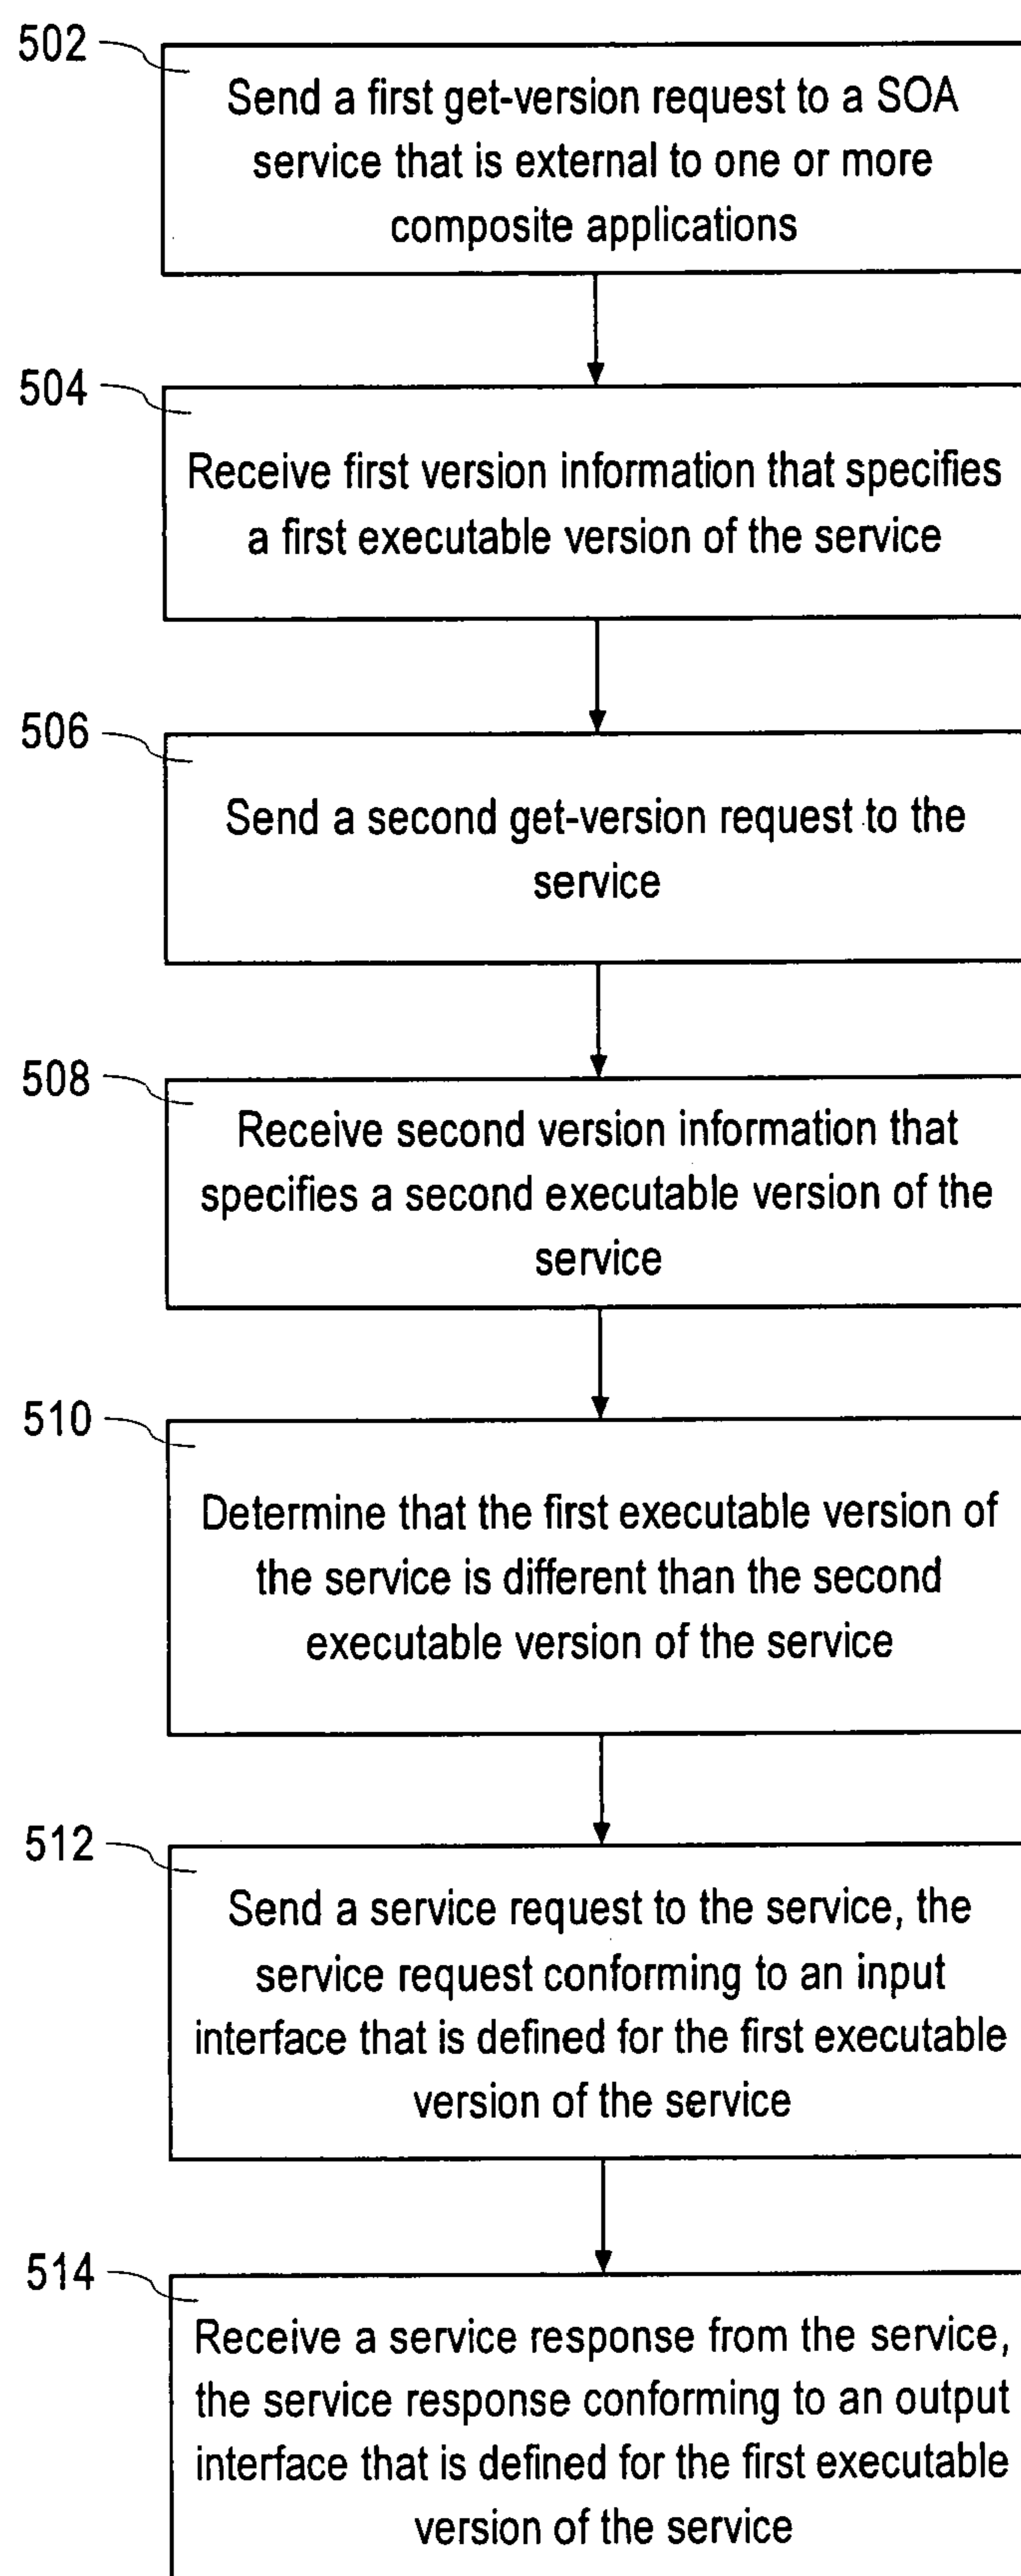 502
Send a first get-version request to a SOA
service that is external to one or more
composite applications
504
Receive first version information that specifies
a first executable version of the service
506
Send a second get-version request to the
service
508
Receive second version information that
specifies a second executable version of the
service
510
Determine that the first executable version of
the service is different than the second
executable version of the service
512
Send a service request to the service, the
service request conforming to an input
interface that is defined for the first executable
version of the service
514
Receive a service response from the service,
the service response conforming to an output
interface that is defined for the first executable
version of the service